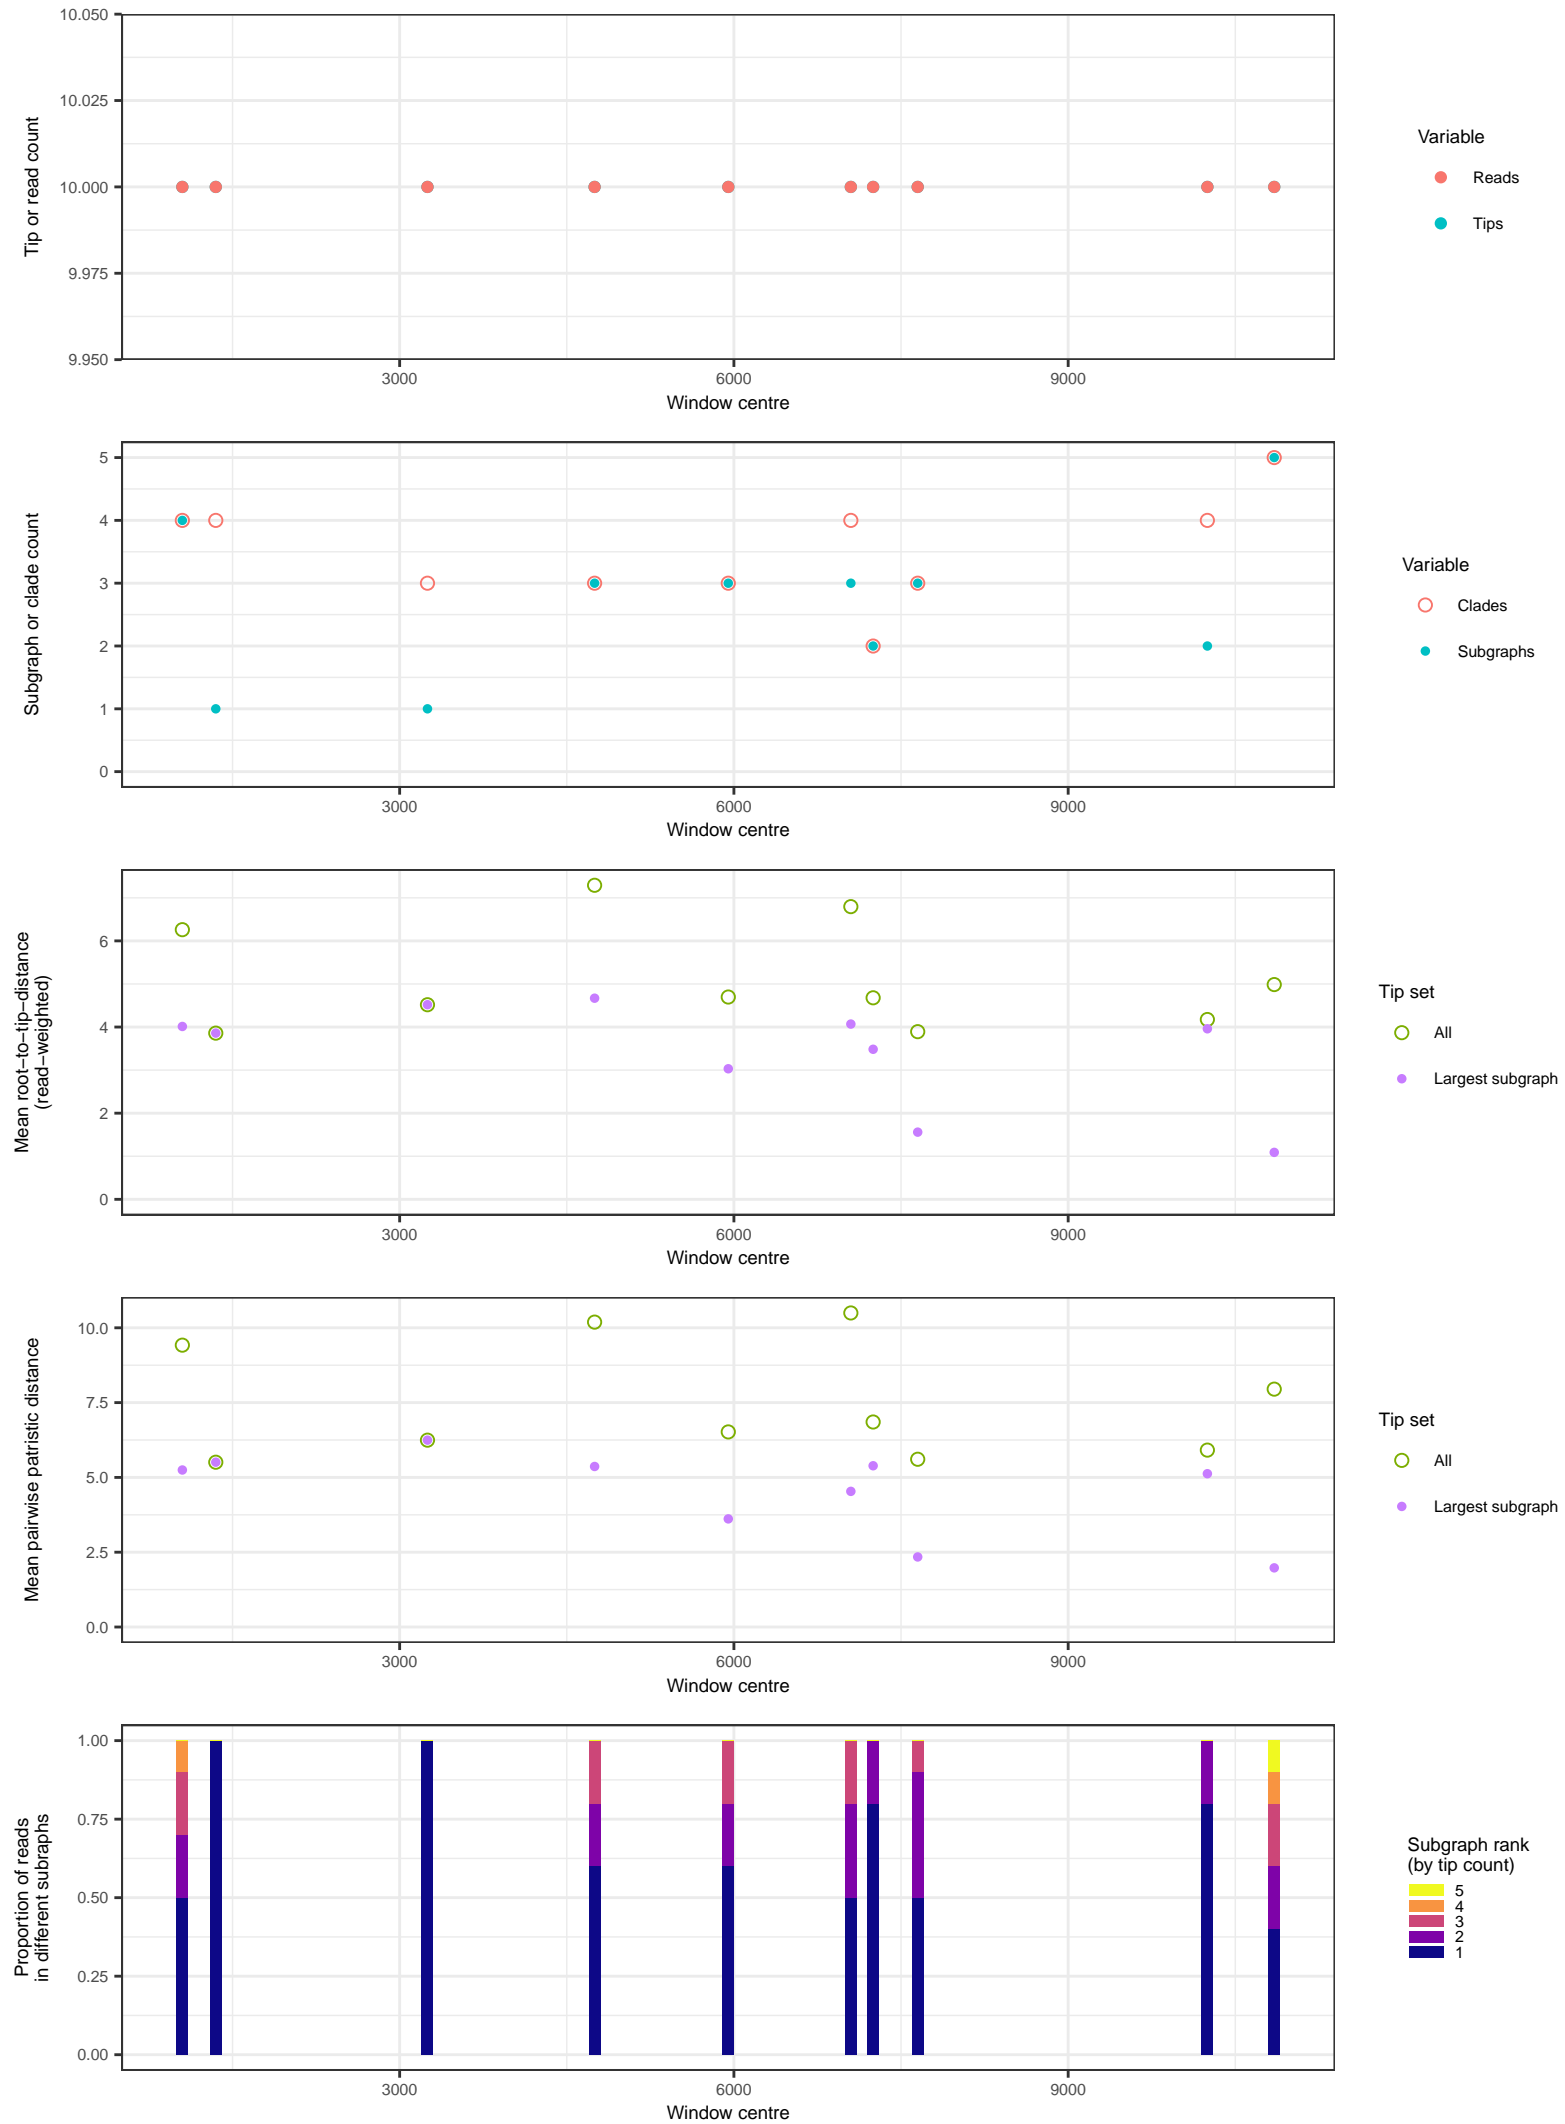 10.050
10.025
10.000
9.975
9.950
Tip or read count
3000 6000 9000
Window centre
Variable
Reads
Tips
5
4
3
2
1
0
Subgraph or clade count
3000 6000 9000
Window centre
Variable
Clades
Subgraphs
6
4
2
0
Mean root−to−tip−distance
(read−weighted)
3000 6000 9000
Window centre
Tip set
All
Largest subgraph
10.0
7.5
5.0
2.5
0.0
Mean pairwise patristic distance
3000 6000 9000
Window centre
Tip set
All
Largest subgraph
1.00
0.75
0.50
0.25
0.00
Proportion of reads
in different subraphs
3000 6000 9000
Window centre
Subgraph rank
(by tip count)
5
4
3
2
1